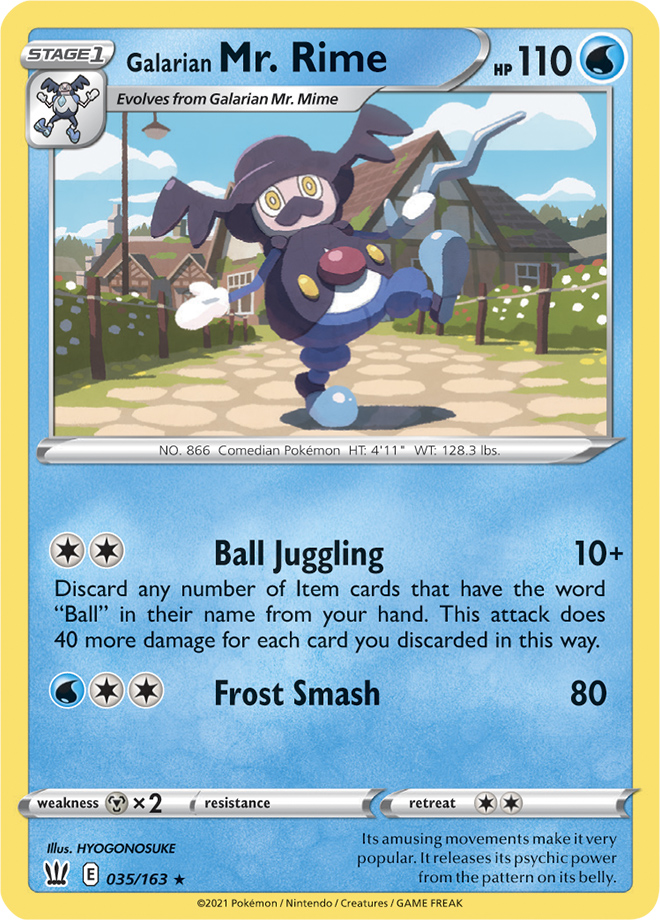 STAGE 1
Galarian Mr. Rime
HP 110
Evolves from Galarian Mr. Mime
NO. 866 Comedian Pokémon HT: 4'11" WT: 128.3 lbs.
Ball Juggling 10+
Discard any number of Item cards that have the word
“Ball” in their name from your hand. This attack does
40 more damage for each card you discarded in this way.
Frost Smash 80
weakness ×2 resistance retreat
Illus. HYOGONOSUKE
E 035/163 ★
Its amusing movements make it very
popular. It releases its psychic power
from the pattern on its belly.
©2021 Pokémon / Nintendo / Creatures / GAME FREAK